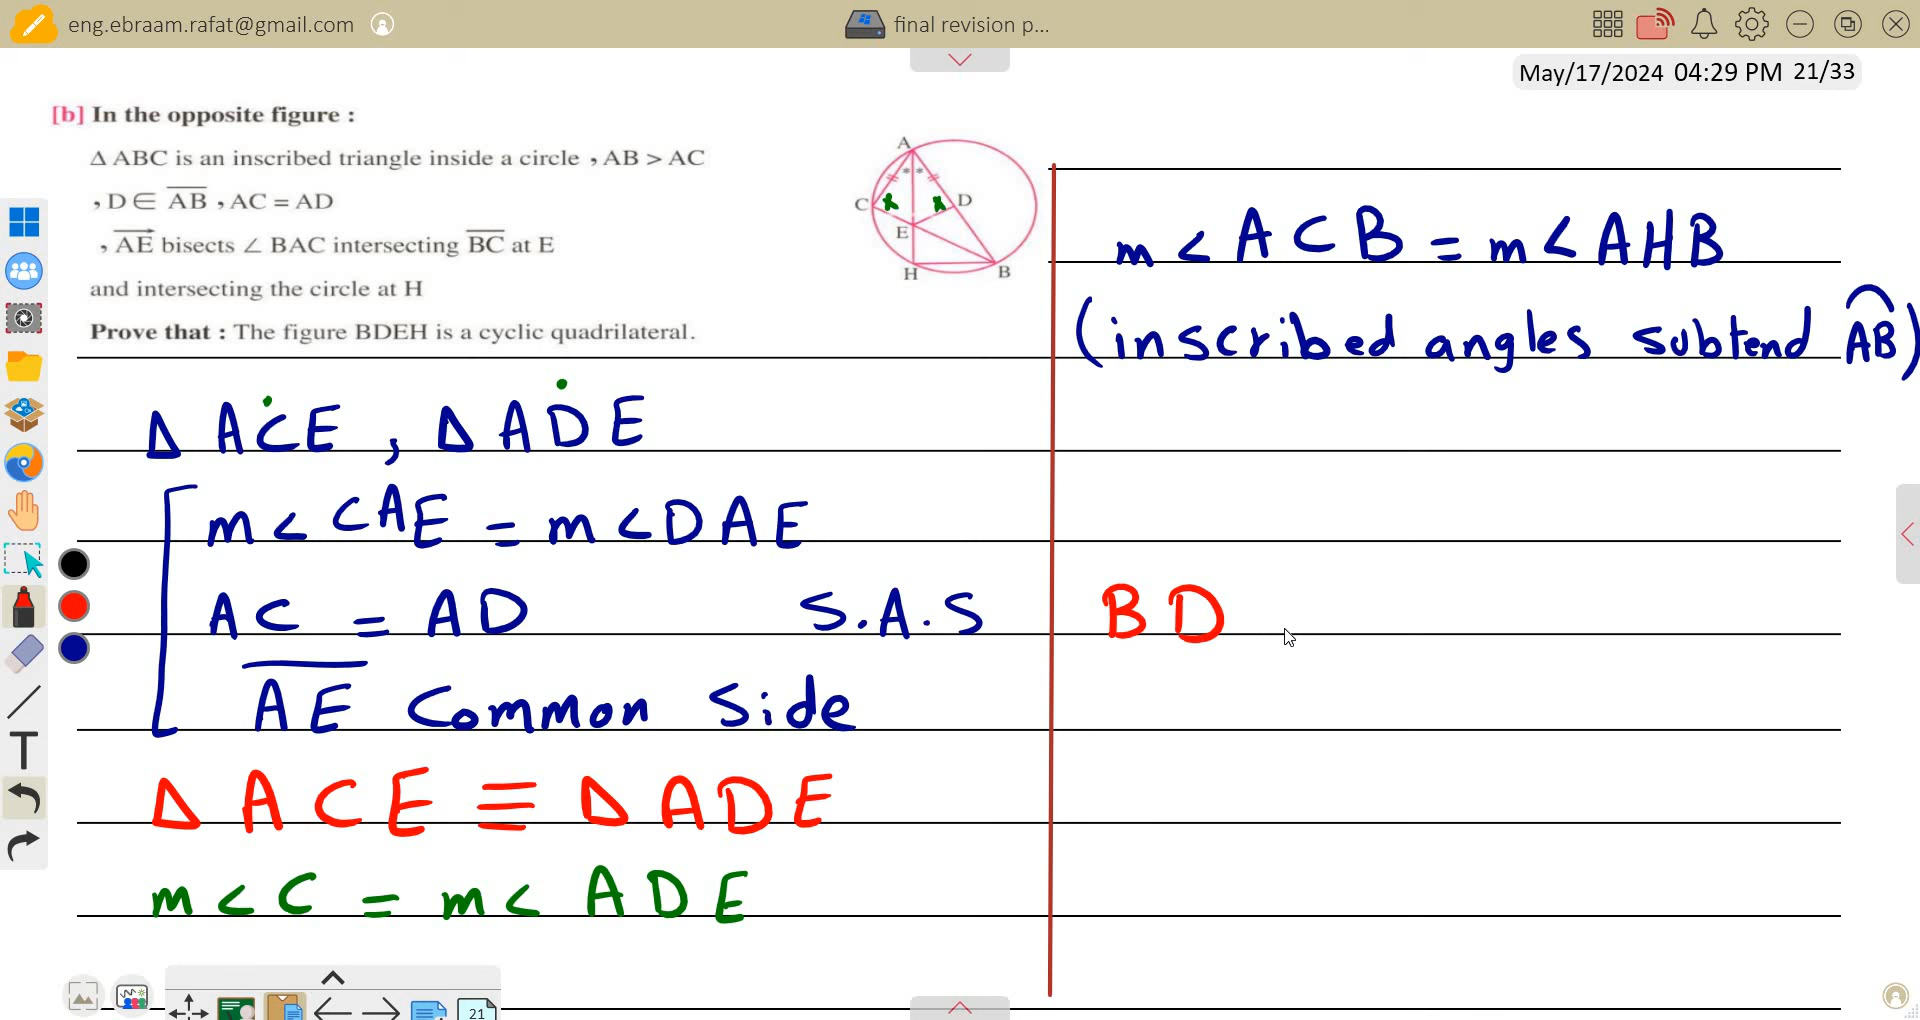 eng.ebraam.rafat@gmail.com
final revision p...
May/17/2024 04:29 PM 21/33
[b] In the opposite figure :
Δ ABC is an inscribed triangle inside a circle , AB > AC
, D ∈ AB , AC = AD
, AE bisects ∠ BAC intersecting BC at E
and intersecting the circle at H
Prove that : The figure BDEH is a cyclic quadrilateral.
A
C
D
E
H
B
Δ ACE , Δ ADE
m < CAE = m < DAE
AC = AD S.A.S
AE Common Side
Δ ACE ≡ Δ ADE
m < C = m < ADE
m < ACB = m < AHB
(inscribed angles subtend AB)
BD
T
21